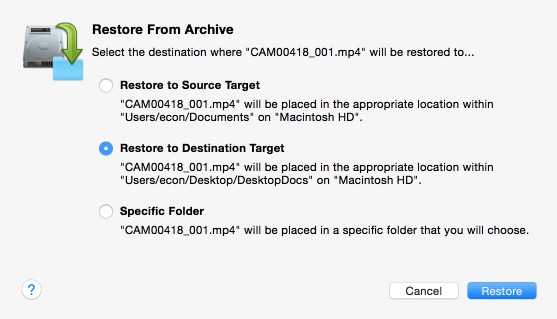 Restore From Archive
Select the destination where "CAM00418_001.mp4" will be restored to...
Restore to Source Target
"CAM00418_001.mp4" will be placed in the appropriate location within
"Users/econ/Documents" on "Macintosh HD".
Restore to Destination Target
"CAM00418_001.mp4" will be placed in the appropriate location within
"Users/econ/Desktop/DesktopDocs" on "Macintosh HD".
Specific Folder
"CAM00418_001.mp4" will be placed in a specific folder that you will choose.
? Cancel Restore